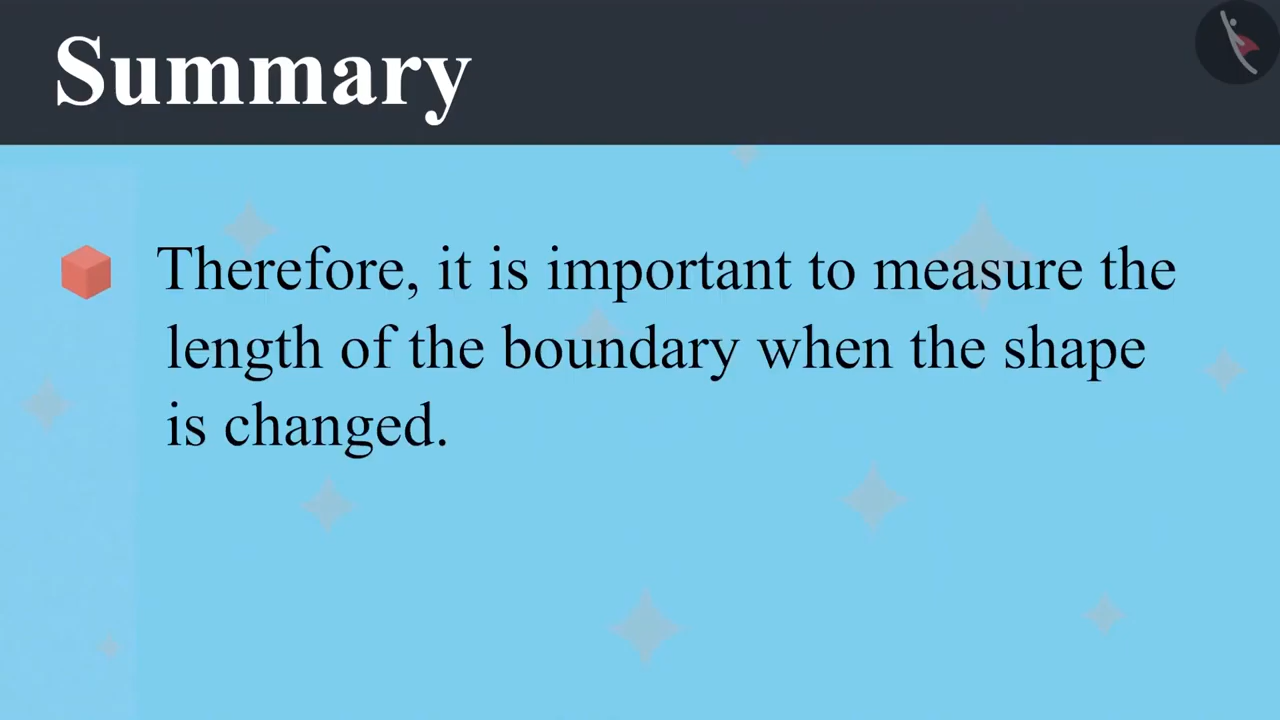 Summary
Therefore, it is important to measure the
length of the boundary when the shape
is changed.